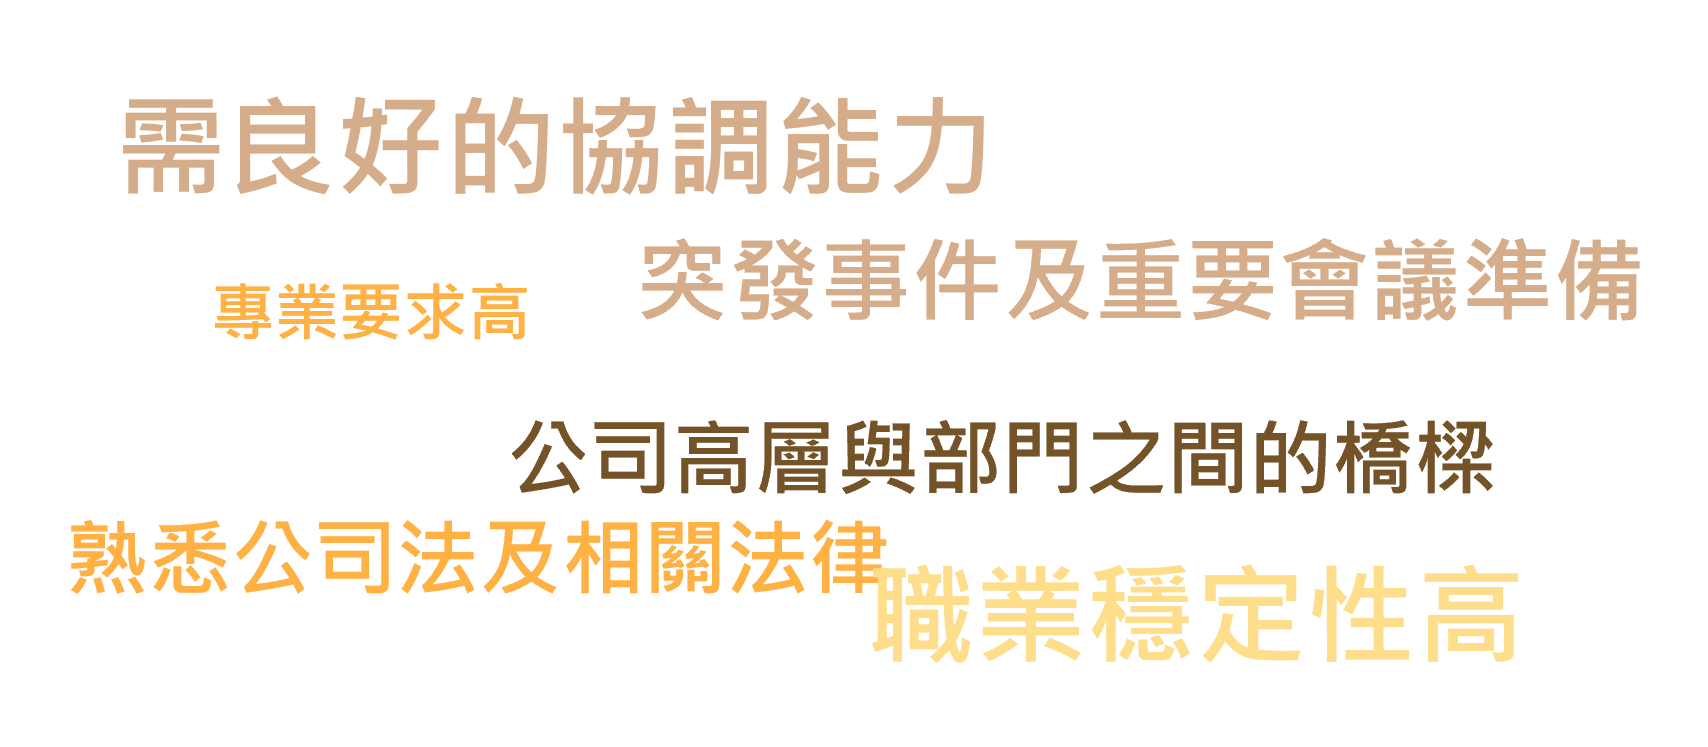 需良好的協調能力
突發事件及重要會議準備
專業要求高
公司高層與部門之間的橋樑
熟悉公司法及相關法律
職業穩定性高